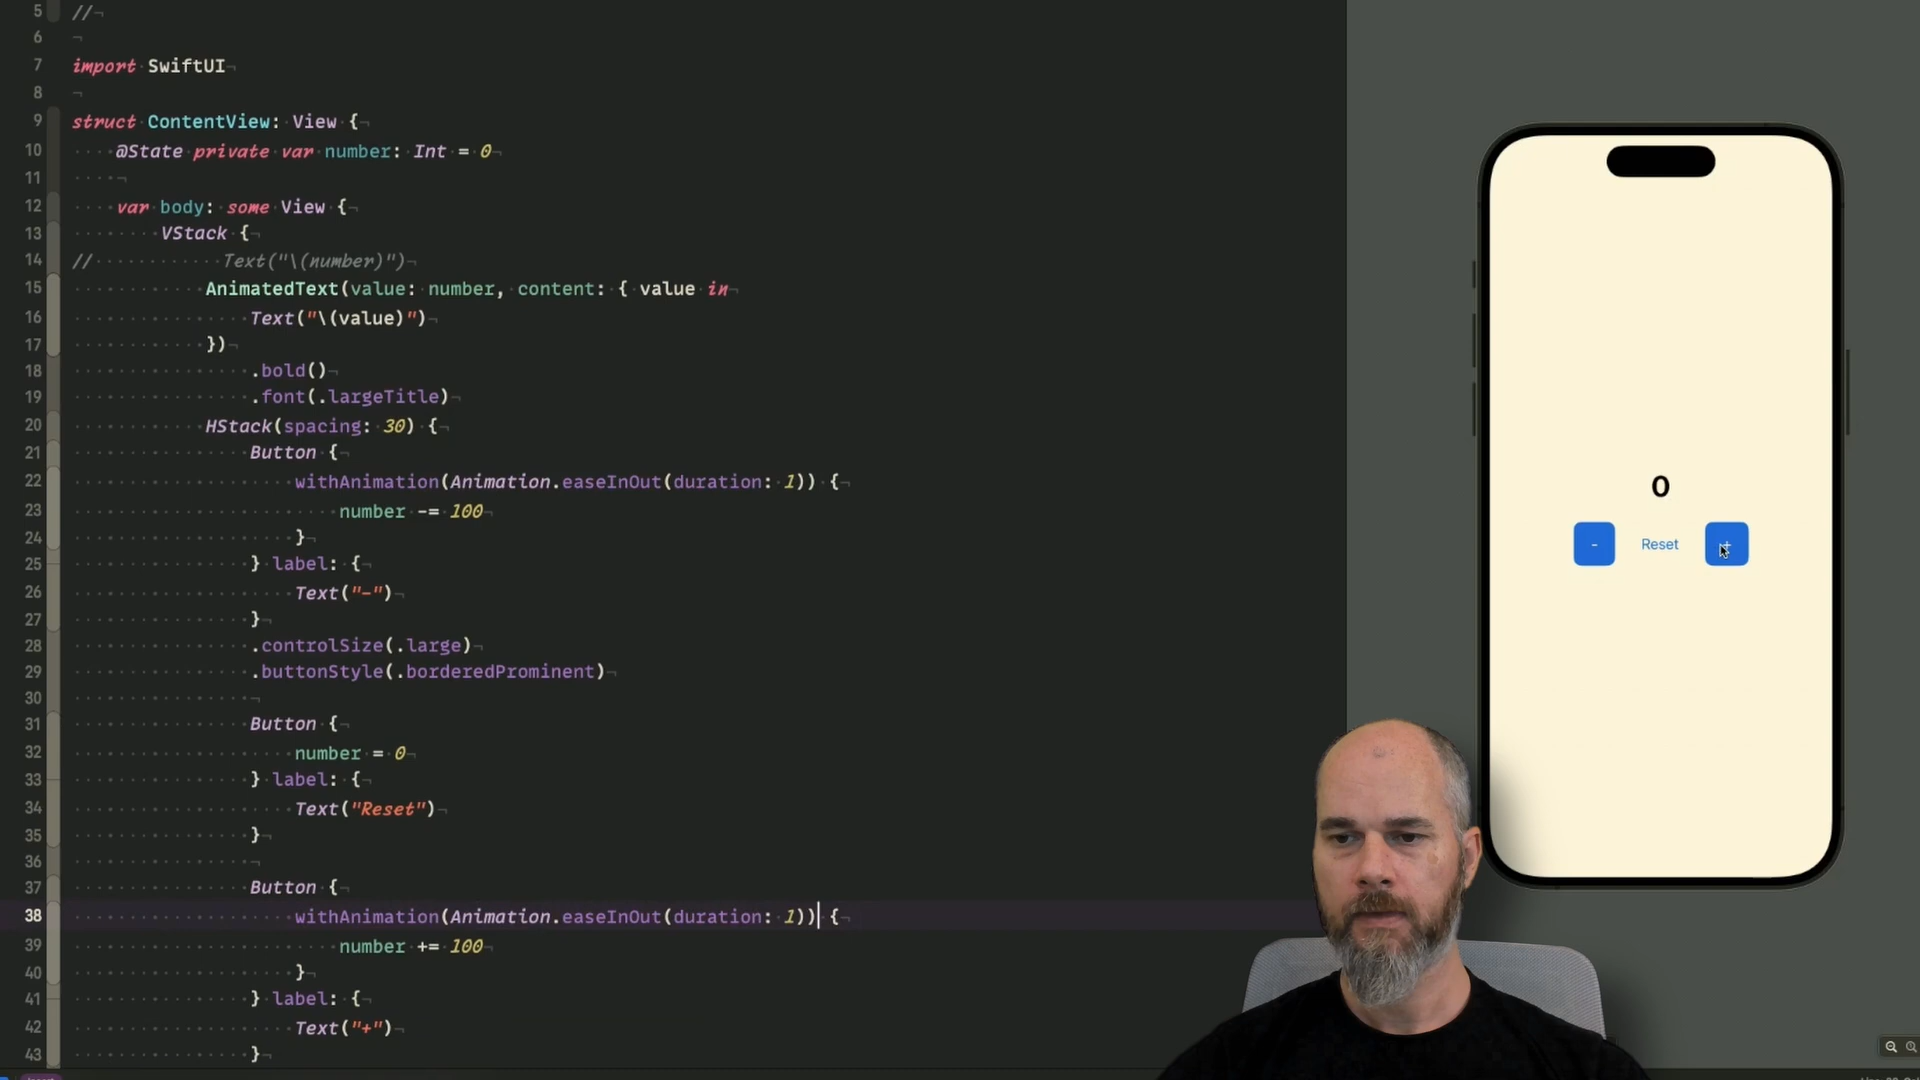 5 //
6
7 import SwiftUI
8
9 struct ContentView: View {
10 @State private var number: Int = 0
11
12 var body: some View {
13 VStack {
14 // Text("\(number)")
15 AnimatedText(value: number, content: { value in
16 Text("\(value)")
17 })
18 .bold()
19 .font(.largeTitle)
20 HStack(spacing: 30) {
21 Button {
22 withAnimation(Animation.easeInOut(duration: 1)) {
23 number -= 100
24 }
25 } label: {
26 Text("-")
27 }
28 .controlSize(.large)
29 .buttonStyle(.borderedProminent)
30
31 Button {
32 number = 0
33 } label: {
34 Text("Reset")
35 }
36
37 Button {
38 withAnimation(Animation.easeInOut(duration: 1)) {
39 number += 100
40 }
41 } label: {
42 Text("+")
43 }
0
- Reset +